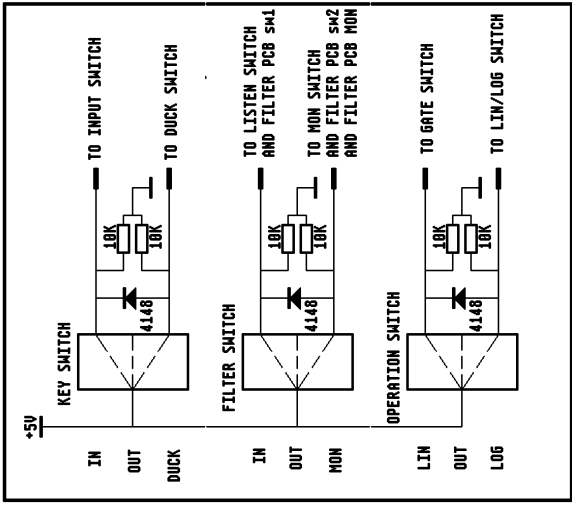 +5V
KEY SWITCH
IN
OUT
DUCK
4148
10K
10K
TO INPUT SWITCH
TO DUCK SWITCH
FILTER SWITCH
IN
OUT
MON
4148
10K
10K
TO LISTEN SWITCH
AND FILTER PCB sw1
TO MON SWITCH
AND FILTER PCB sw2
AND FILTER PCB MON
OPERATION SWITCH
LIN
OUT
LOG
4148
10K
10K
TO GATE SWITCH
TO LIN/LOG SWITCH